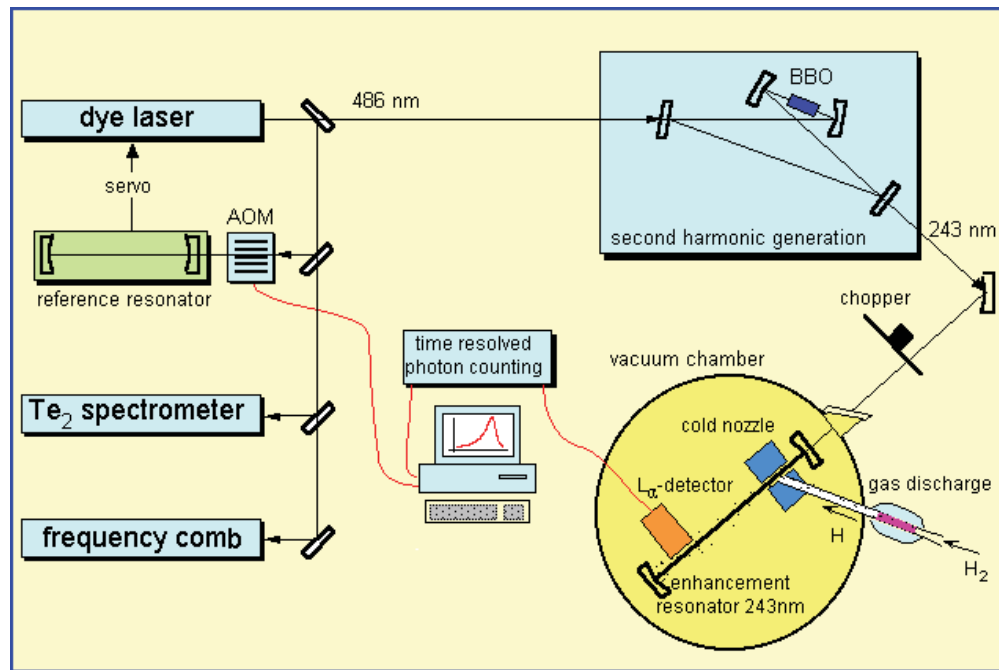 dye laser
486 nm
BBO
servo
AOM
reference resonator
second harmonic generation
243 nm
chopper
time resolved
photon counting
vacuum chamber
Te₂ spectrometer
cold nozzle
Lα-detector
gas discharge
H
H₂
frequency comb
enhancement
resonator 243nm